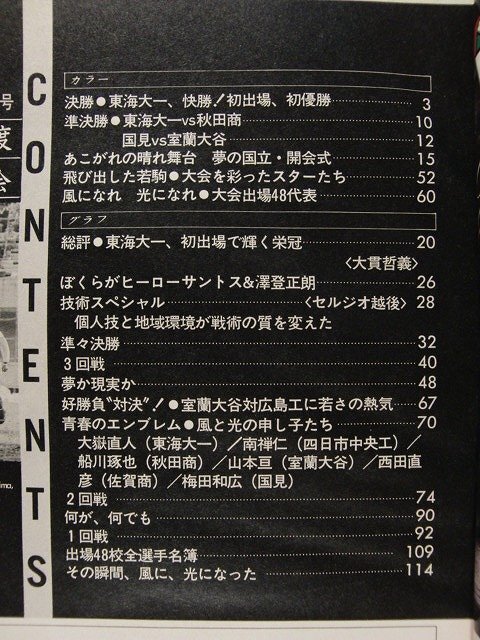 号
度
会
CONTENTS
カラー
決勝●東海大一、快勝!初出場、初優勝 3
準決勝●東海大一vs秋田商 10
国見vs室蘭大谷 12
あこがれの晴れ舞台 夢の国立・開会式 15
飛び出した若駒●大会を彩ったスターたち 52
風になれ 光になれ●大会出場48代表 60
グラフ
総評●東海大一、初出場で輝く栄冠 20
〈大貫哲義〉
ぼくらがヒーローサントス&澤登正朗 26
技術スペシャル 〈セルジオ越後〉 28
個人技と地域環境が戦術の質を変えた
準々決勝 32
3回戦 40
夢か現実か 48
好勝負“対決”!●室蘭大谷対広島工に若さの熱気 67
青春のエンブレム●風と光の申し子たち 70
大嶽直人(東海大一)/南禅仁(四日市中央工)/
船川琢也(秋田商)/山本亘(室蘭大谷)/西田直
彦(佐賀商)/梅田和広(国見)
2回戦 74
何が、何でも 90
1回戦 92
出場48校全選手名簿 109
その瞬間、風に、光になった 114